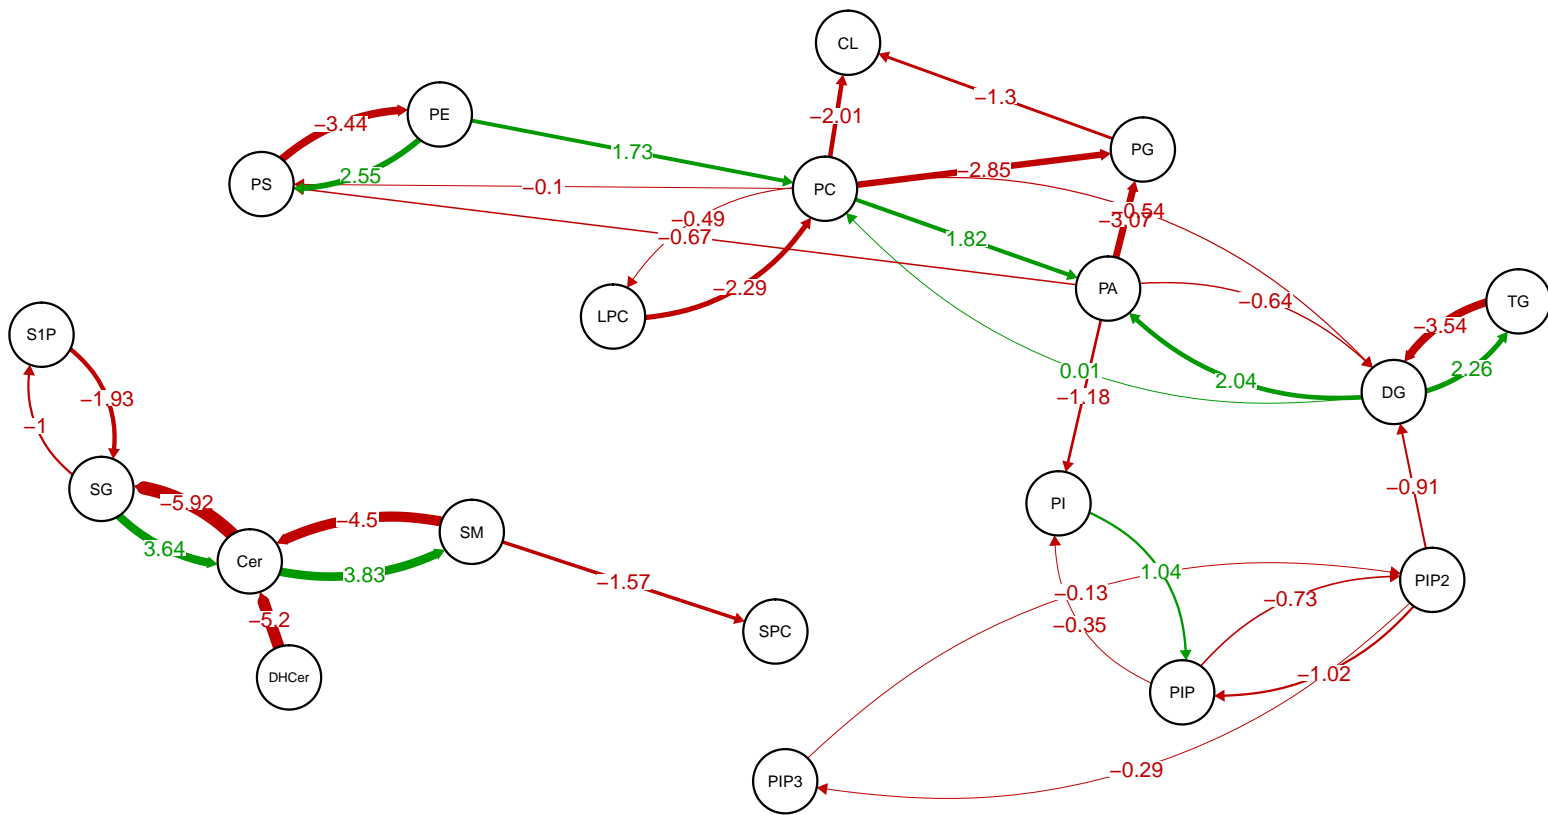 CL
−1.3
PE
−3.44
−2.01
PG
1.73
−2.85
PS
2.55
−0.1
PC
−0.49
−0.54
−3.07
−0.67
1.82
−2.29
PA
−0.64
LPC
TG
−3.54
S1P
0.01
2.04
2.26
−1.18
DG
−1.93
−1
SG
−5.92
−0.91
PI
−4.5
SM
3.64
Cer
3.83
1.04
−1.57
PIP2
−0.13
−0.73
−5.2
−0.35
SPC
DHCer
−1.02
PIP
−0.29
PIP3